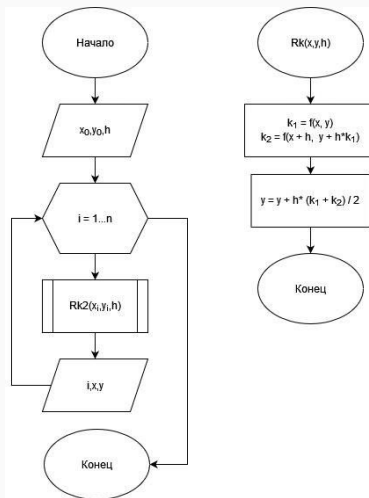 Начало
x₀,y₀,h
i = 1...n
Rk2(xᵢ,yᵢ,h)
i,x,y
Конец
Rk(x,y,h)
k₁ = f(x, y)
k₂ = f(x + h, y + h*k₁)
y = y + h* (k₁ + k₂) / 2
Конец